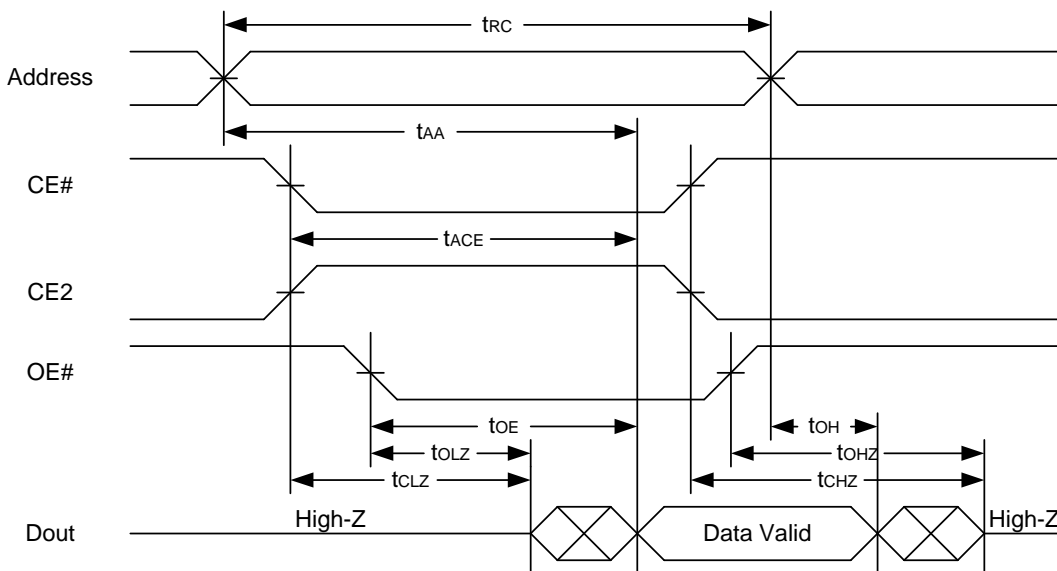 tRC
Address
tAA
CE#
tACE
CE2
OE#
tOE
tOH
tOLZ
tOHZ
tCLZ
tCHZ
High-Z
High-Z
Dout
Data Valid